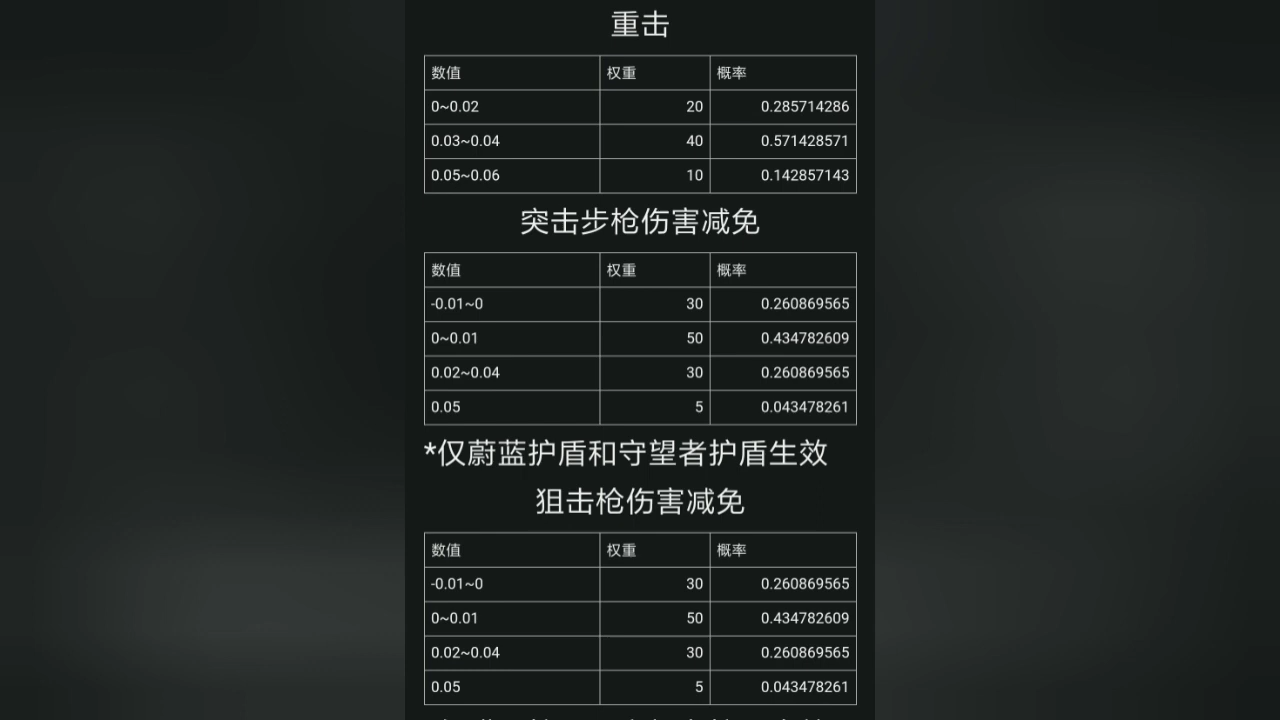 重击
数值 权重 概率
0~0.02 20 0.285714286
0.03~0.04 40 0.571428571
0.05~0.06 10 0.142857143
突击步枪伤害减免
数值 权重 概率
-0.01~0 30 0.260869565
0~0.01 50 0.434782609
0.02~0.04 30 0.260869565
0.05 5 0.043478261
*仅蔚蓝护盾和守望者护盾生效
狙击枪伤害减免
数值 权重 概率
-0.01~0 30 0.260869565
0~0.01 50 0.434782609
0.02~0.04 30 0.260869565
0.05 5 0.043478261